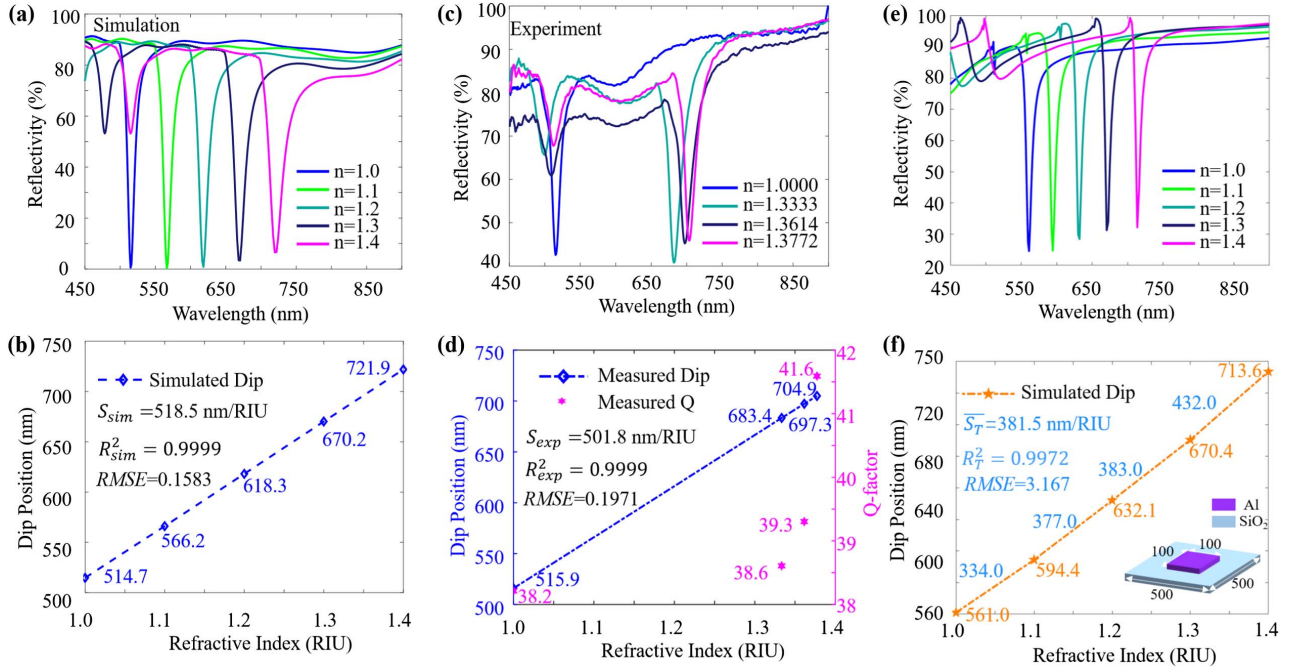 (a)
Simulation
100
80
60
40
20
0
Reflectivity (%)
n=1.0
n=1.1
n=1.2
n=1.3
n=1.4
450
550
650
750
850
Wavelength (nm)
(c)
Experiment
100
90
80
70
60
50
40
Reflectivity (%)
n=1.0000
n=1.3333
n=1.3614
n=1.3772
450
550
650
750
850
Wavelength (nm)
(e)
100
90
80
70
60
50
40
30
20
Reflectivity (%)
n=1.0
n=1.1
n=1.2
n=1.3
n=1.4
450
550
650
750
850
Wavelength (nm)
(b)
750
700
650
600
550
500
Dip Position (nm)
Simulated Dip
721.9
S_sim =518.5 nm/RIU
R²_sim = 0.9999
RMSE=0.1583
670.2
618.3
566.2
514.7
1.0
1.1
1.2
1.3
1.4
Refractive Index (RIU)
(d)
750
700
650
600
550
500
Dip Position (nm)
42
41
40
39
38
Q-factor
Measured Dip
Measured Q
41.6
704.9
683.4
697.3
S_exp =501.8 nm/RIU
R²_exp = 0.9999
RMSE=0.1971
39.3
38.6
515.9
38.2
1.0
1.1
1.2
1.3
1.4
Refractive Index (RIU)
(f)
750
720
680
640
600
560
Dip Position (nm)
Simulated Dip
713.6
S̅_T=381.5 nm/RIU
432.0
R²_T = 0.9972
383.0
670.4
RMSE=3.167
377.0
632.1
334.0
594.4
561.0
Al
SiO₂
100
100
500
500
1.0
1.1
1.2
1.3
1.4
Refractive Index (RIU)